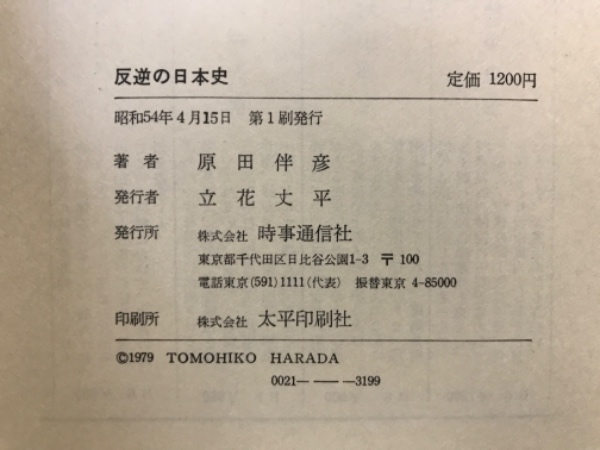 反逆の日本史 定価 1200円
昭和54年4月15日 第1刷発行
著者 原田伴彦
発行者 立花丈平
発行所 株式会社 時事通信社
東京都千代田区日比谷公園1-3 〒100
電話東京(591)1111(代表) 振替東京 4-85000
印刷所 株式会社 太平印刷社
©1979 TOMOHIKO HARADA
0021— — —3199